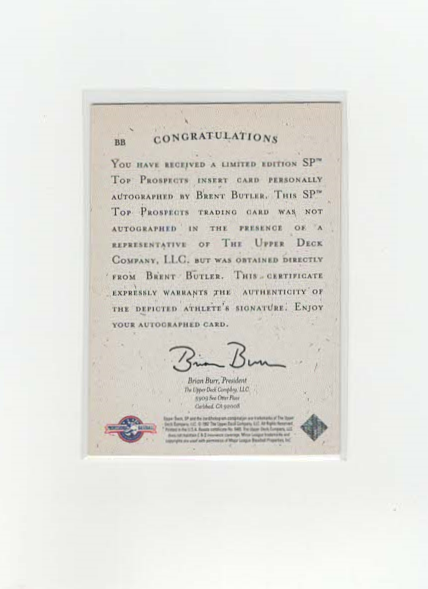 BB
CONGRATULATIONS
YOU HAVE RECEIVED A LIMITED EDITION SP™
TOP PROSPECTS INSERT CARD PERSONALLY
AUTOGRAPHED BY BRENT BUTLER. THIS SP™
TOP PROSPECTS TRADING CARD WAS NOT
AUTOGRAPHED IN THE PRESENCE OF A
REPRESENTATIVE OF THE UPPER DECK
COMPANY, LLC. BUT WAS OBTAINED DIRECTLY
FROM BRENT BUTLER. THIS CERTIFICATE
EXPRESSLY WARRANTS THE AUTHENTICITY OF
THE DEPICTED ATHLETE'S SIGNATURE. ENJOY
YOUR AUTOGRAPHED CARD.
Brian Burr
Brian Burr, President
The Upper Deck Company, LLC
5909 Sea Otter Place
Carlsbad, CA 92008